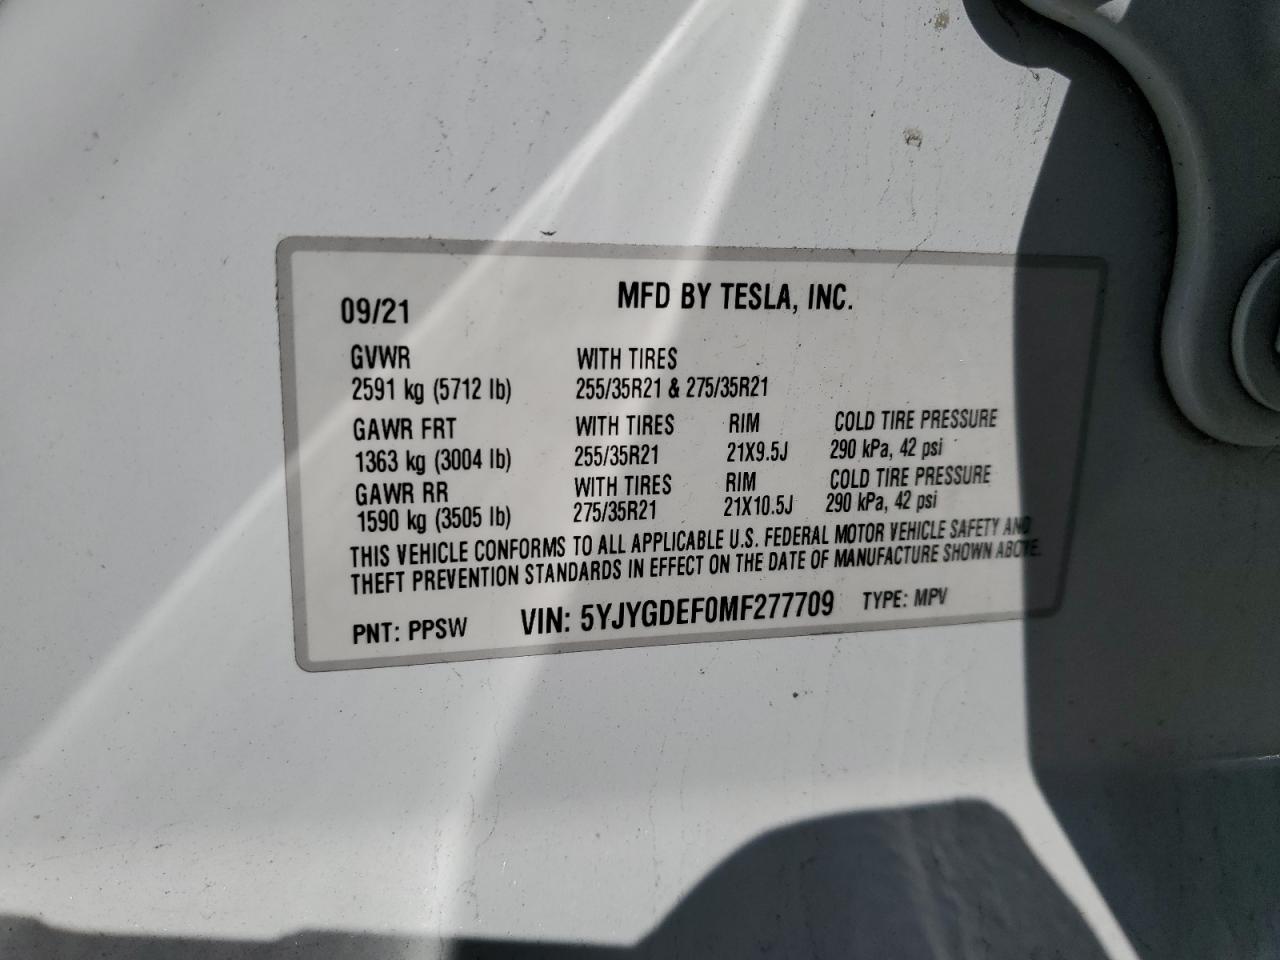 09/21 MFD BY TESLA, INC.
GVWR WITH TIRES
2591 kg (5712 lb) 255/35R21 & 275/35R21
GAWR FRT WITH TIRES RIM COLD TIRE PRESSURE
1363 kg (3004 lb) 255/35R21 21X9.5J 290 kPa, 42 psi
GAWR RR WITH TIRES RIM COLD TIRE PRESSURE
1590 kg (3505 lb) 275/35R21 21X10.5J 290 kPa, 42 psi
THIS VEHICLE CONFORMS TO ALL APPLICABLE U.S. FEDERAL MOTOR VEHICLE SAFETY AND
THEFT PREVENTION STANDARDS IN EFFECT ON THE DATE OF MANUFACTURE SHOWN ABOVE.
PNT: PPSW VIN: 5YJYGDEF0MF277709 TYPE: MPV